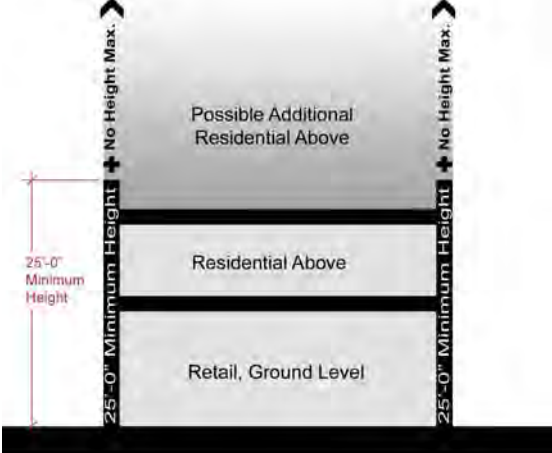 No Height Max.
No Height Max.
Possible Additional
Residential Above
+
+
25'-0" Minimum Height
25'-0" Minimum Height
25'-0"
Minimum
Height
Residential Above
Retail, Ground Level